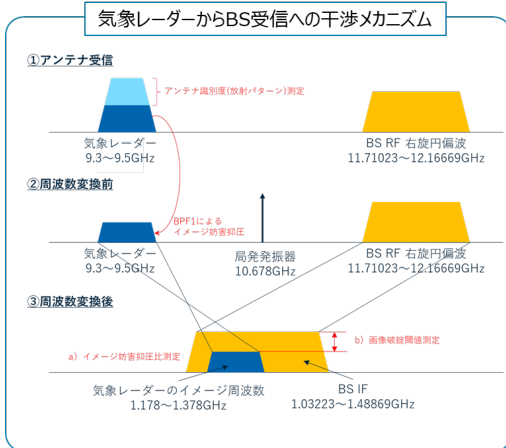 気象レーダーからBS受信への干渉メカニズム
①アンテナ受信
アンテナ識別度(放射パターン)測定
気象レーダー
9.3～9.5GHz
BS RF 右旋円偏波
11.71023～12.16669GHz
②周波数変換前
BPF1による
イメージ妨害抑圧
気象レーダー
9.3～9.5GHz
局発発振器
10.678GHz
BS RF 右旋円偏波
11.71023～12.16669GHz
③周波数変換後
b）画像破綻閾値測定
a）イメージ妨害抑圧比測定
気象レーダーのイメージ周波数
1.178～1.378GHz
BS IF
1.03223～1.48869GHz